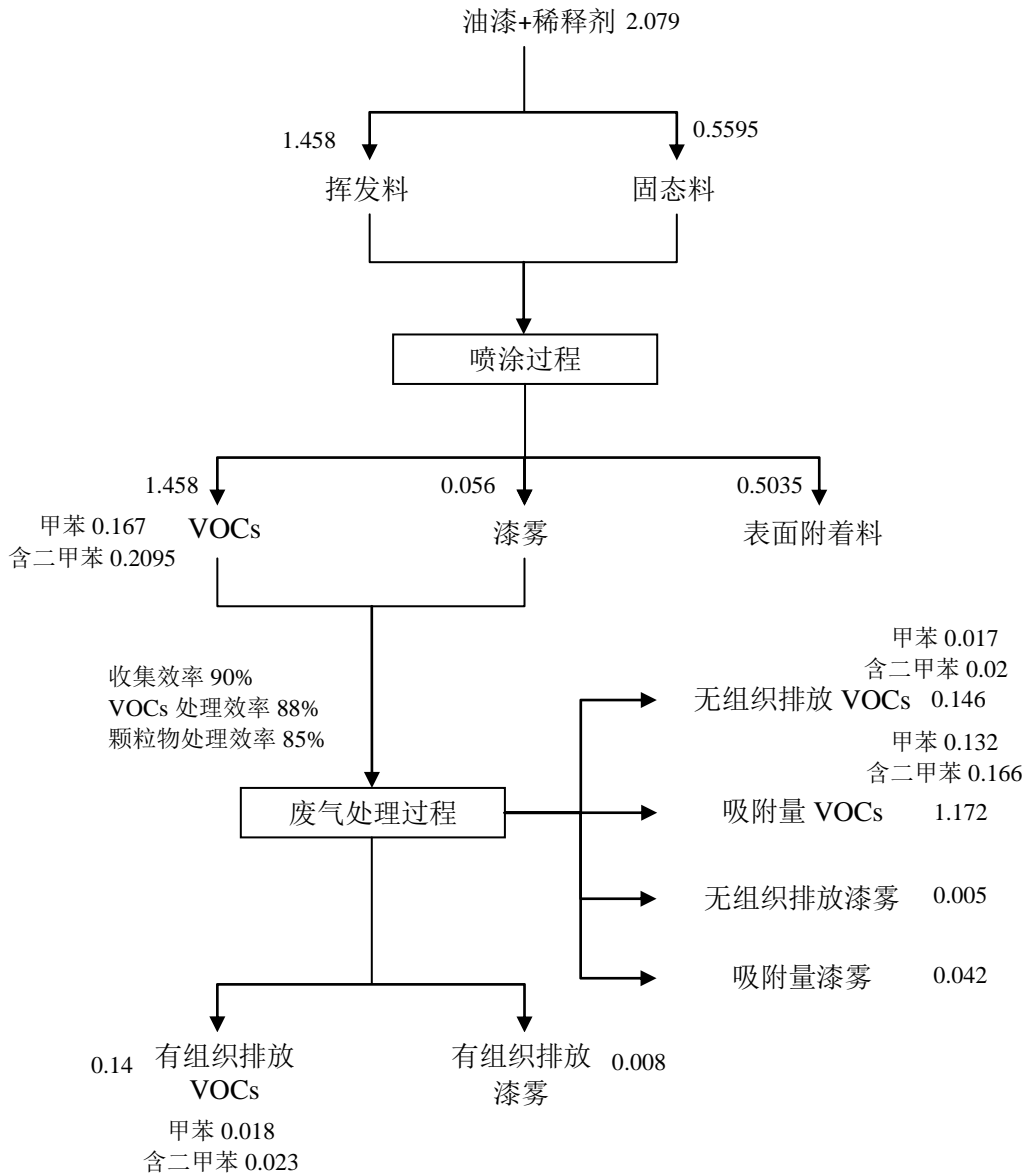 油漆+稀释剂 2.079
1.458
0.5595
挥发料
固态料
喷涂过程
1.458
0.056
0.5035
甲苯 0.167
含二甲苯 0.2095
VOCs
漆雾
表面附着料
收集效率 90%
VOCs 处理效率 88%
颗粒物处理效率 85%
甲苯 0.017
含二甲苯 0.02
无组织排放 VOCs 0.146
甲苯 0.132
含二甲苯 0.166
废气处理过程
吸附量 VOCs 1.172
无组织排放漆雾 0.005
吸附量漆雾 0.042
0.14
有组织排放
VOCs
有组织排放
漆雾
0.008
甲苯 0.018
含二甲苯 0.023